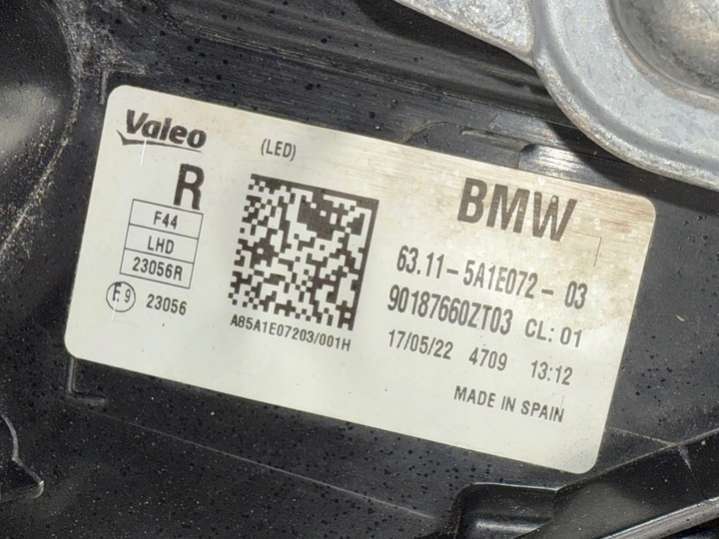 Valeo
(LED)
R
F44
LHD
23056R
E9 23056
A85A1E07203/001H
BMW
63.11-5A1E072-03
90187660ZT03 CL: 01
17/05/22 4709 13:12
MADE IN SPAIN